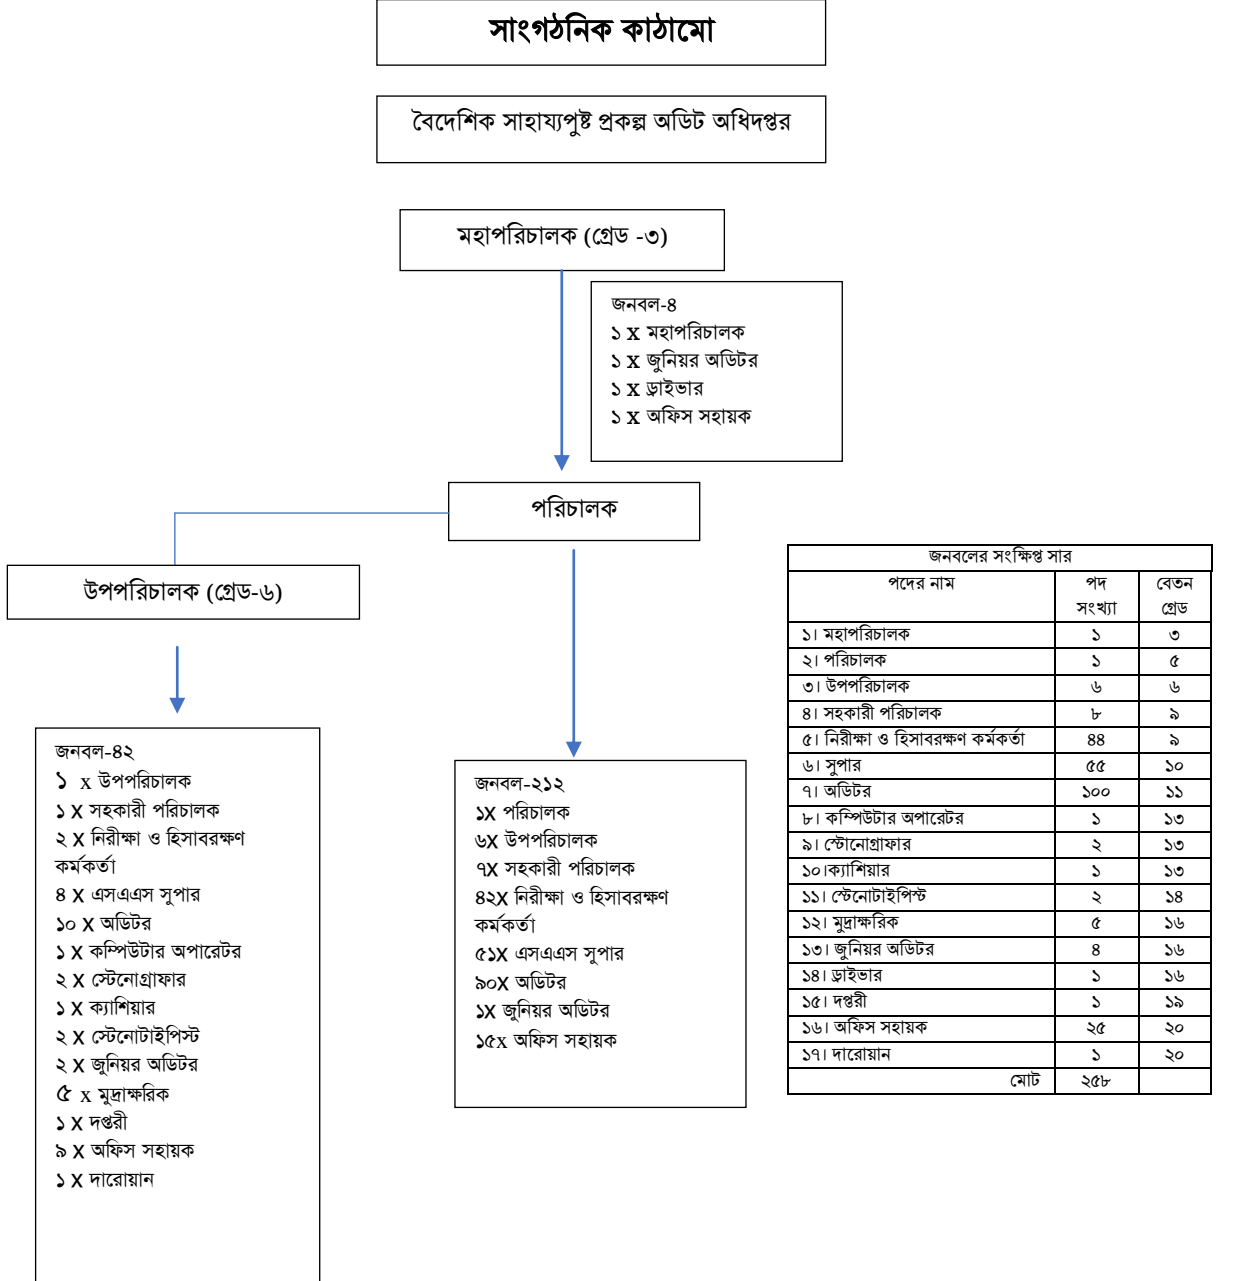 সাংগঠনিক কাঠামো
বৈদেশিক সাহায্যপুষ্ট প্রকল্প অডিট অধিদপ্তর
মহাপরিচালক (গ্রেড -৩)
জনবল-৪
১ X মহাপরিচালক
১ X জুনিয়র অডিটর
১ X ড্রাইভার
১ X অফিস সহায়ক
পরিচালক
উপপরিচালক (গ্রেড-৬)
জনবল-৪২
১ x উপপরিচালক
১ X সহকারী পরিচালক
২ X নিরীক্ষা ও হিসাবরক্ষণ
কর্মকর্তা
৪ X এসএএস সুপার
১০ X অডিটর
১ X কম্পিউটার অপারেটর
২ X স্টেনোগ্রাফার
১ X ক্যাশিয়ার
২ X স্টেনোটাইপিস্ট
২ X জুনিয়র অডিটর
৫ x মুদ্রাক্ষরিক
১ X দপ্তরী
৯ X অফিস সহায়ক
১ X দারোয়ান
জনবল-২১২
১X পরিচালক
৬X উপপরিচালক
৭X সহকারী পরিচালক
৪২X নিরীক্ষা ও হিসাবরক্ষণ
কর্মকর্তা
৫১X এসএএস সুপার
৯০X অডিটর
১X জুনিয়র অডিটর
১৫x অফিস সহায়ক
জনবলের সংক্ষিপ্ত সার
পদের নাম পদ সংখ্যা বেতন গ্রেড
১। মহাপরিচালক ১ ৩
২। পরিচালক ১ ৫
৩। উপপরিচালক ৬ ৬
৪। সহকারী পরিচালক ৮ ৯
৫। নিরীক্ষা ও হিসাবরক্ষণ কর্মকর্তা ৪৪ ৯
৬। সুপার ৫৫ ১০
৭। অডিটর ১০০ ১১
৮। কম্পিউটার অপারেটর ১ ১৩
৯। স্টোনোগ্রাফার ২ ১৩
১০।ক্যাশিয়ার ১ ১৩
১১। স্টেনোটাইপিস্ট ২ ১৪
১২। মুদ্রাক্ষরিক ৫ ১৬
১৩। জুনিয়র অডিটর ৪ ১৬
১৪। ড্রাইভার ১ ১৬
১৫। দপ্তরী ১ ১৯
১৬। অফিস সহায়ক ২৫ ২০
১৭। দারোয়ান ১ ২০
মোট ২৫৮